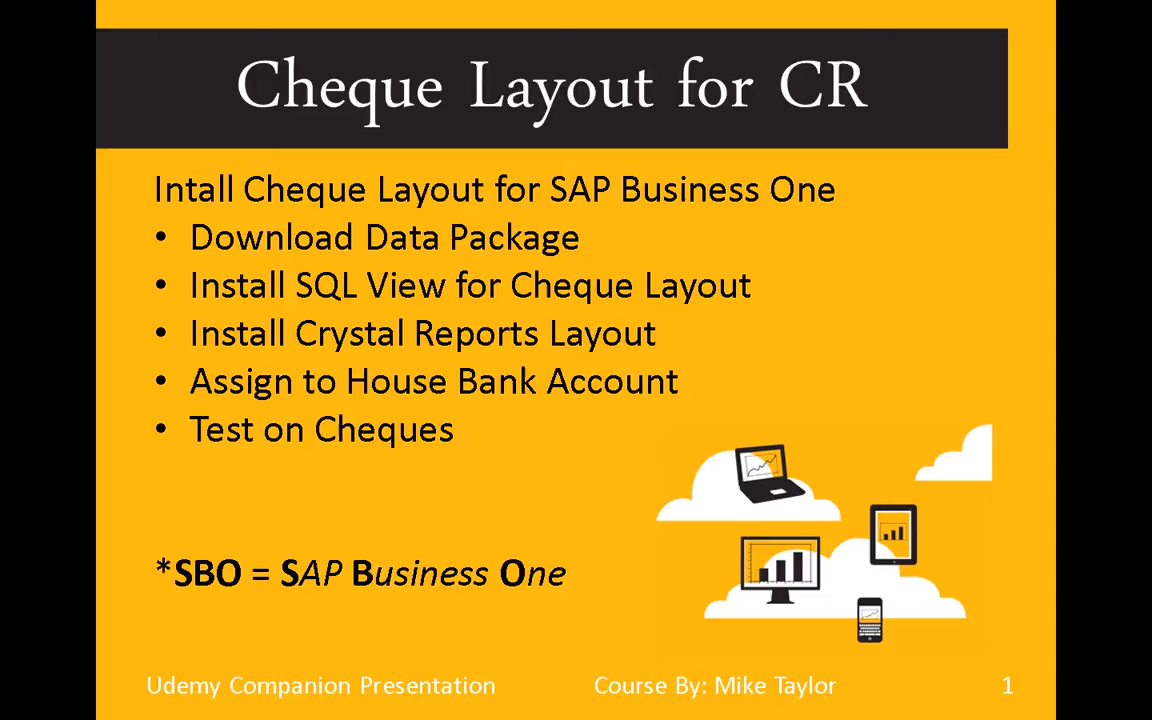 Cheque Layout for CR
Intall Cheque Layout for SAP Business One
• Download Data Package
• Install SQL View for Cheque Layout
• Install Crystal Reports Layout
• Assign to House Bank Account
• Test on Cheques
*SBO = SAP Business One
Udemy Companion Presentation Course By: Mike Taylor 1